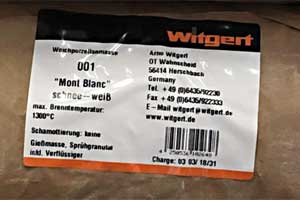 Witgert
Weichporzellanmasse
001
"Mont Blanc"
schnee-weiß
max. Brenntemperatur:
1300°C
Schamottierung: keine
Gießmasse, Sprühgranulat
inkl. Verflüssiger
Arno Witgert
OT Wahnscheid
56414 Herschbach
Germany
Tel. +49 (0)6435/92230
Fax +49 (0)6435/922333
E-Mail witgert@witgert.de
www.witgert.de
Charge: 03 03/18/31